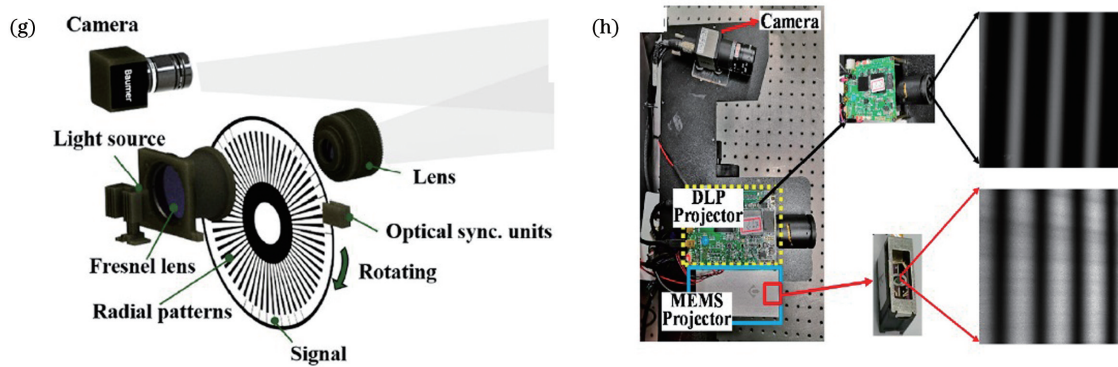 (g)
Camera
Baumer
Light source
Lens
Optical sync. units
Fresnel lens
Rotating
Radial patterns
Signal
(h)
Camera
DLP
Projector
MEMS
Projector